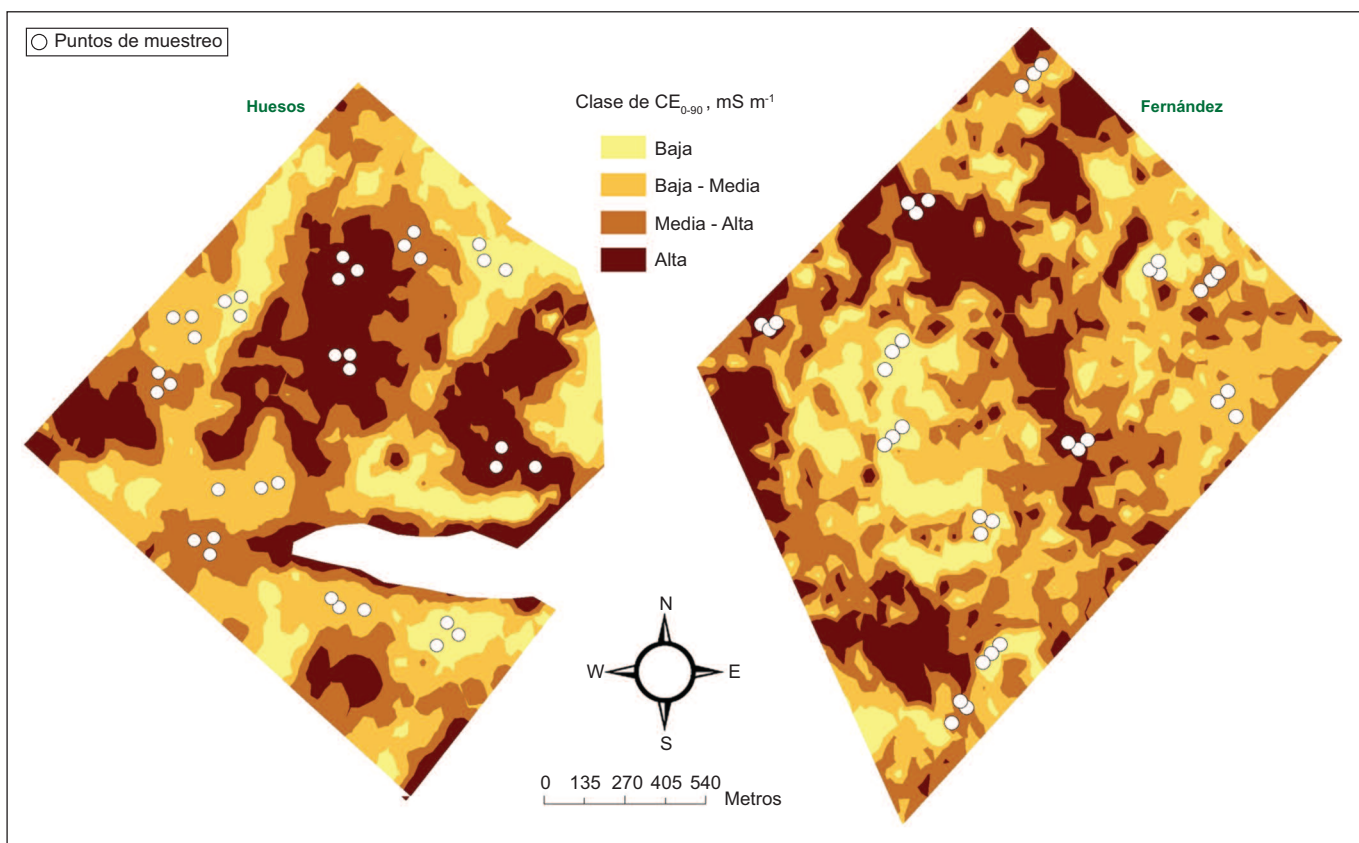 Puntos de muestreo
Huesos
Clase de CE0-90 , mS m-1
Fernández
Baja
Baja - Media
Media - Alta
Alta
N
W E
S
0 135 270 405 540
Metros